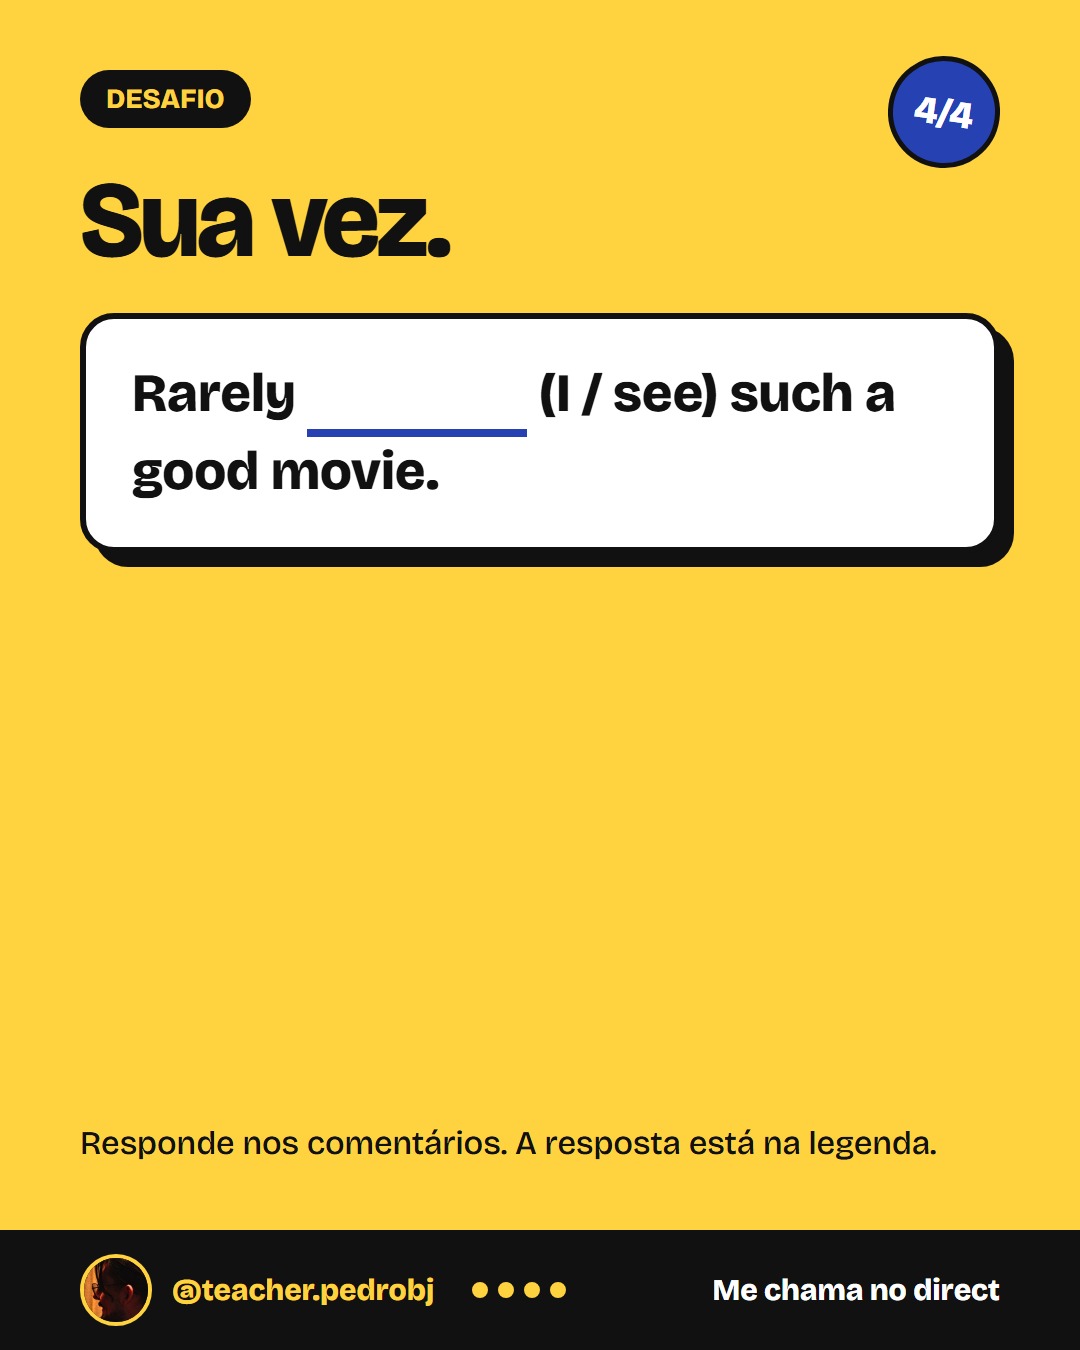 DESAFIO
4/4
Sua vez.
Rarely __________ (I / see) such a
good movie.
Responde nos comentários. A resposta está na legenda.
@teacher.pedrobj
Me chama no direct